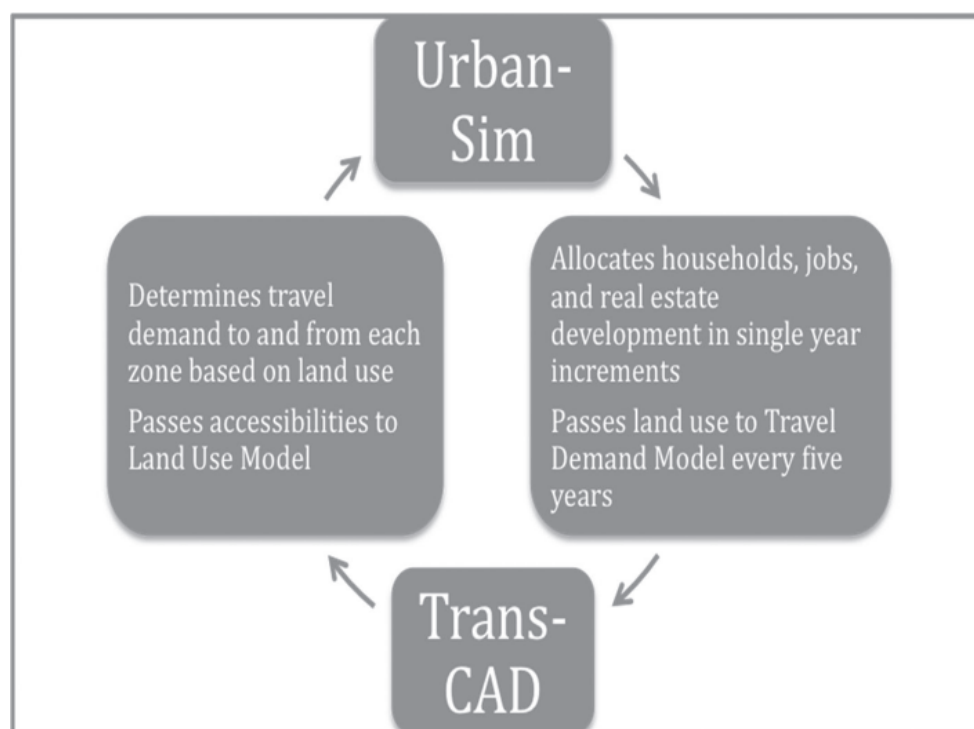 Urban-
Sim
Determines travel
demand to and from each
zone based on land use
Passes accessibilities to
Land Use Model
Allocates households, jobs,
and real estate
development in single year
increments
Passes land use to Travel
Demand Model every five
years
Trans-
CAD